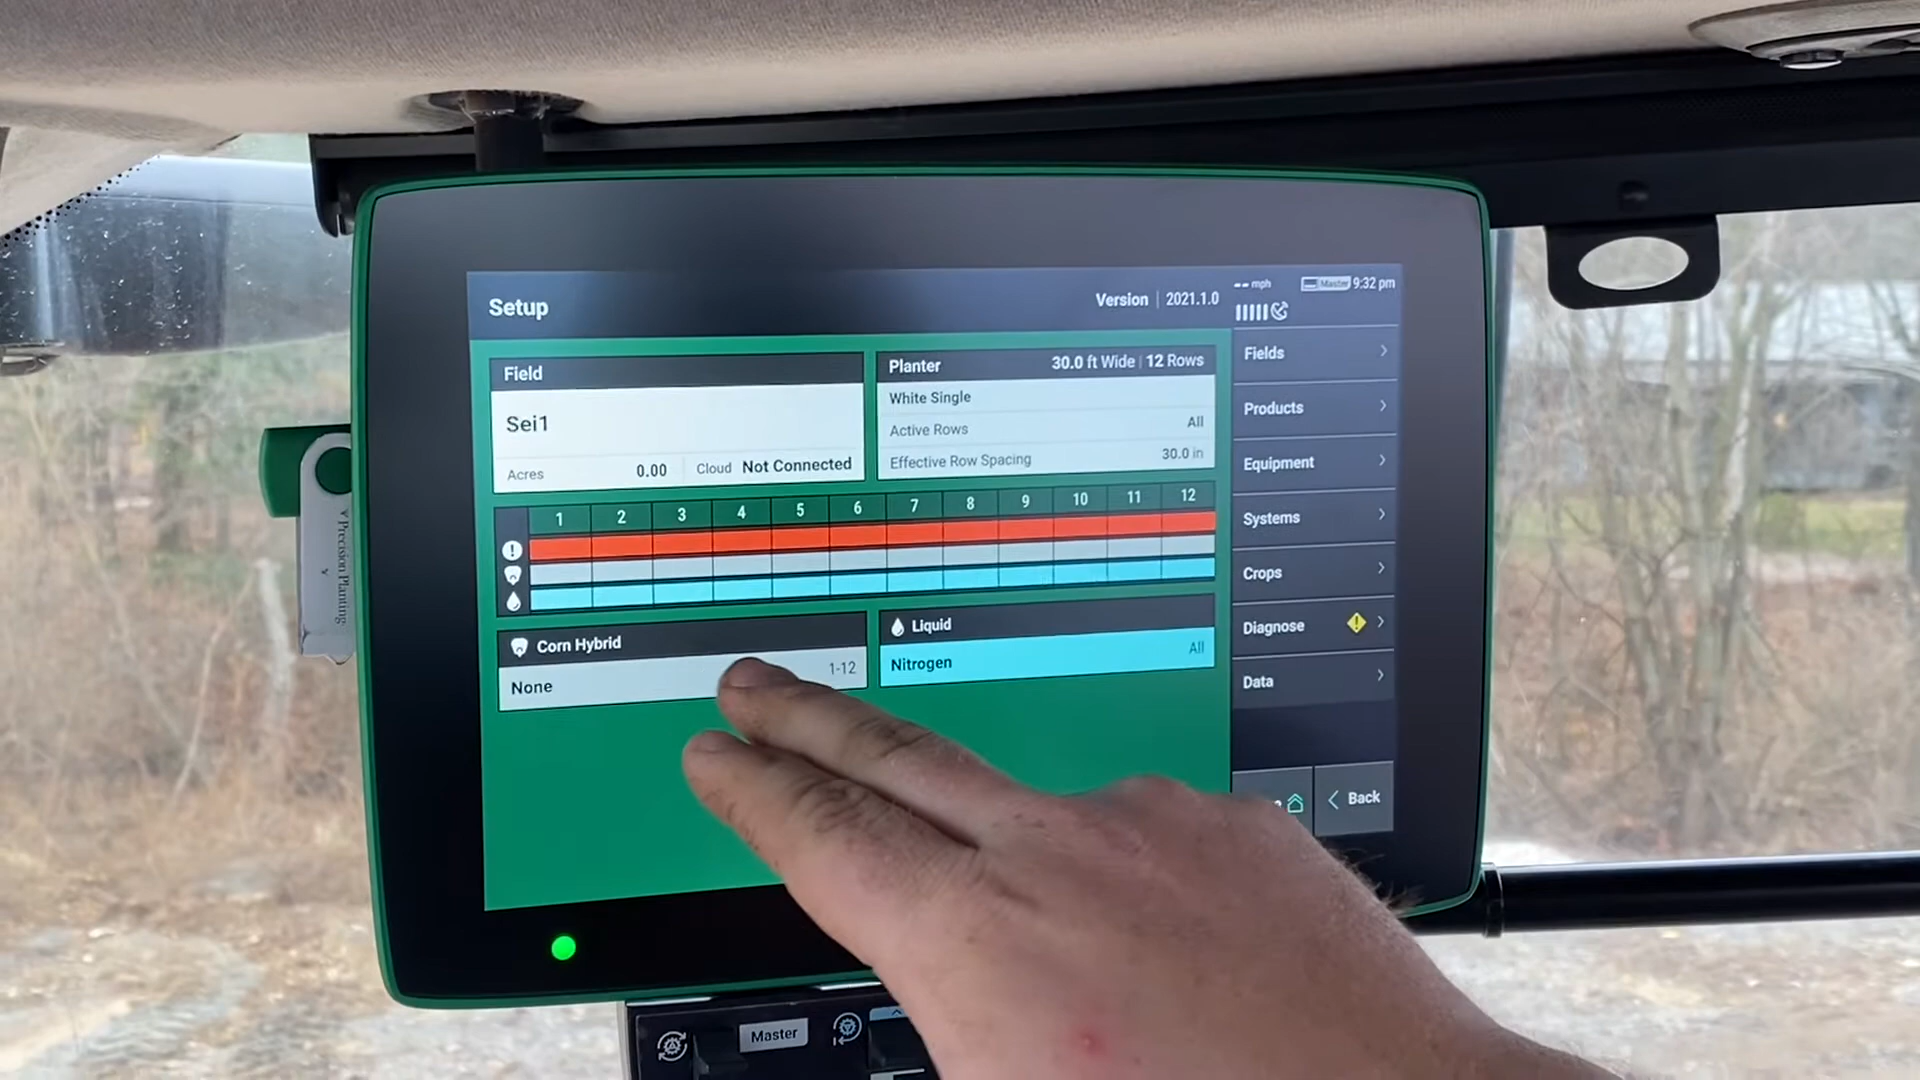 Setup
Version | 2021.1.0
-- mph
Master 9:32 pm
Field
Sei1
Acres 0.00 Cloud Not Connected
Planter 30.0 ft Wide | 12 Rows
White Single
Active Rows All
Effective Row Spacing 30.0 in
1 2 3 4 5 6 7 8 9 10 11 12
Corn Hybrid
None 1-12
Liquid
Nitrogen All
Fields
Products
Equipment
Systems
Crops
Diagnose
Data
Back
Precision Planting
Master